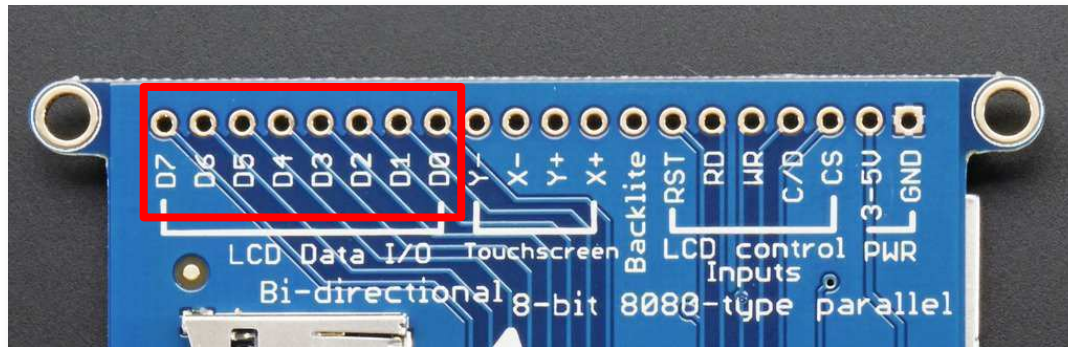 D7 D6 D5 D4 D3 D2 D1 D0 Y- X- Y+ X+ Backlite RST RD WR C/D CS 3-5V GND
LCD Data I/O Touchscreen LCD control Inputs PWR
Bi-directional 8-bit 8080-type parallel